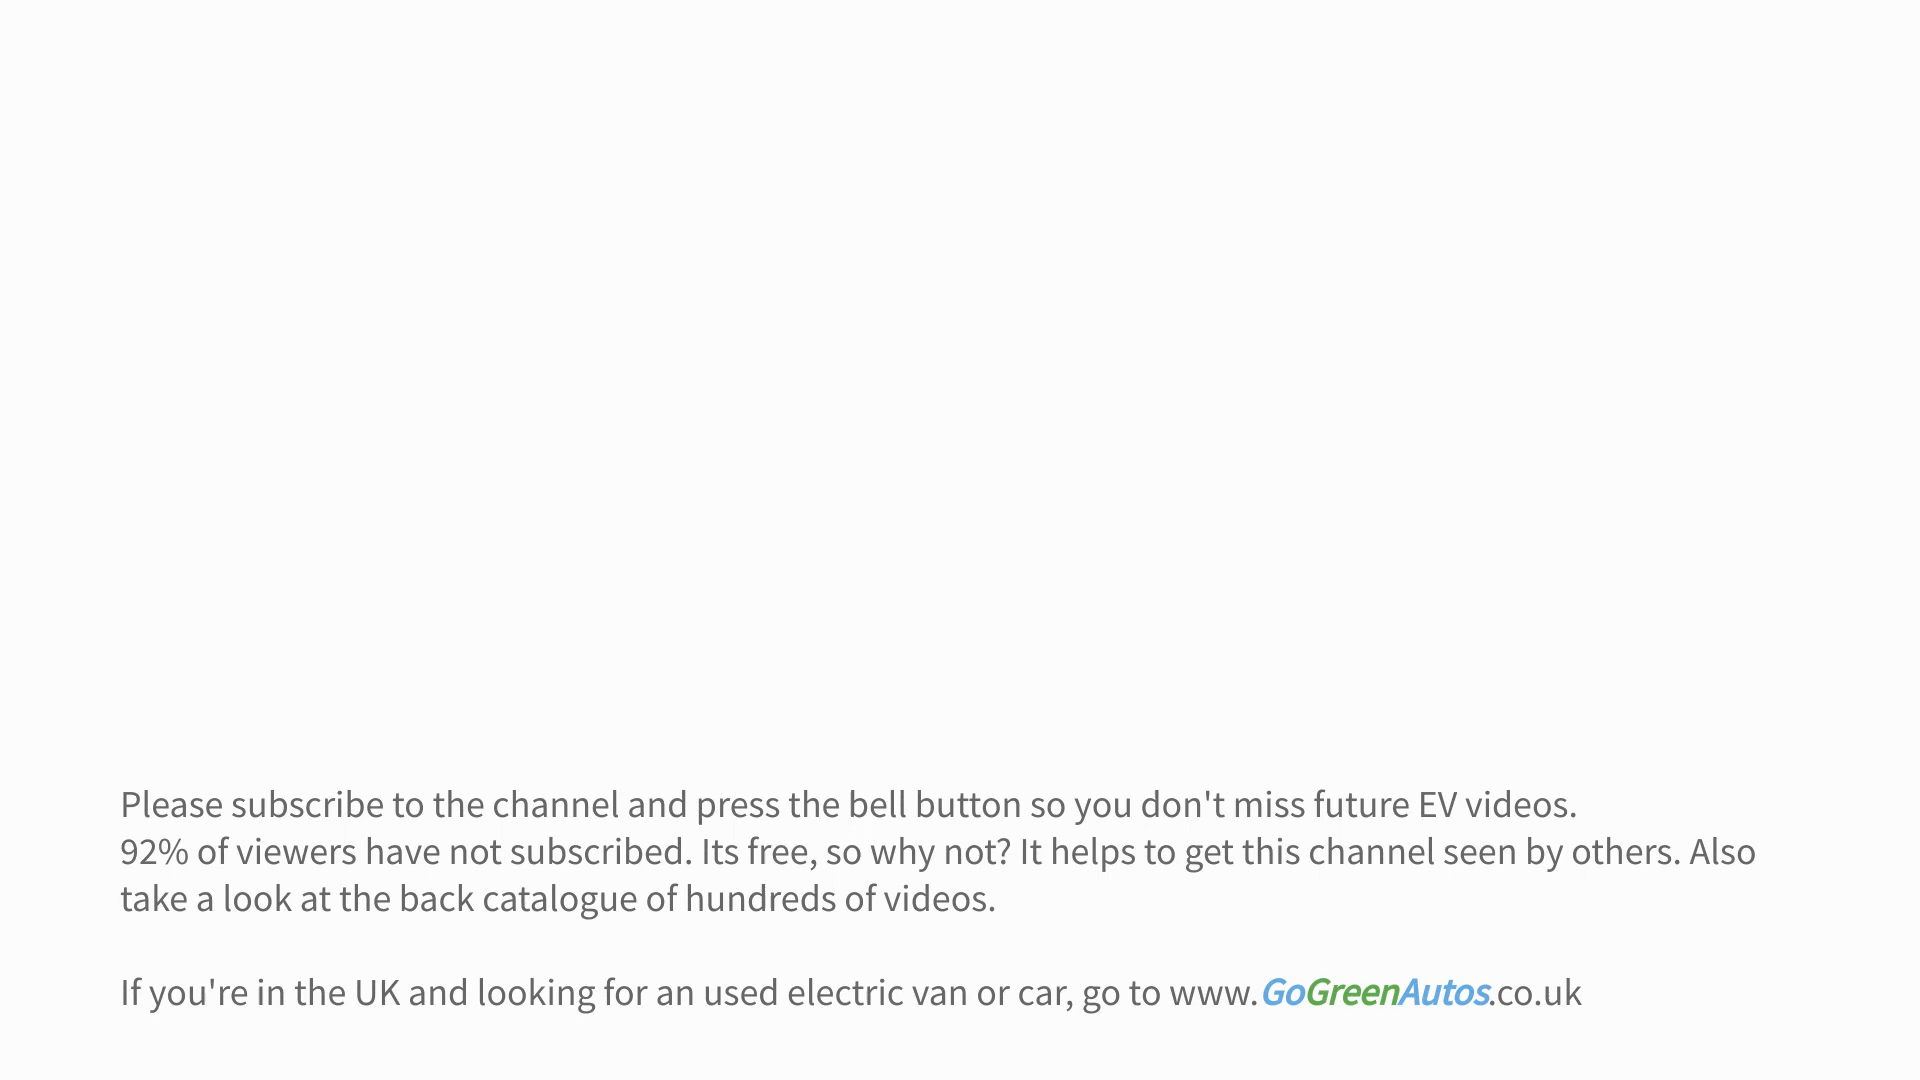 Please subscribe to the channel and press the bell button so you don't miss future EV videos.
92% of viewers have not subscribed. Its free, so why not? It helps to get this channel seen by others. Also
take a look at the back catalogue of hundreds of videos.
If you're in the UK and looking for an used electric van or car, go to www.GoGreenAutos.co.uk